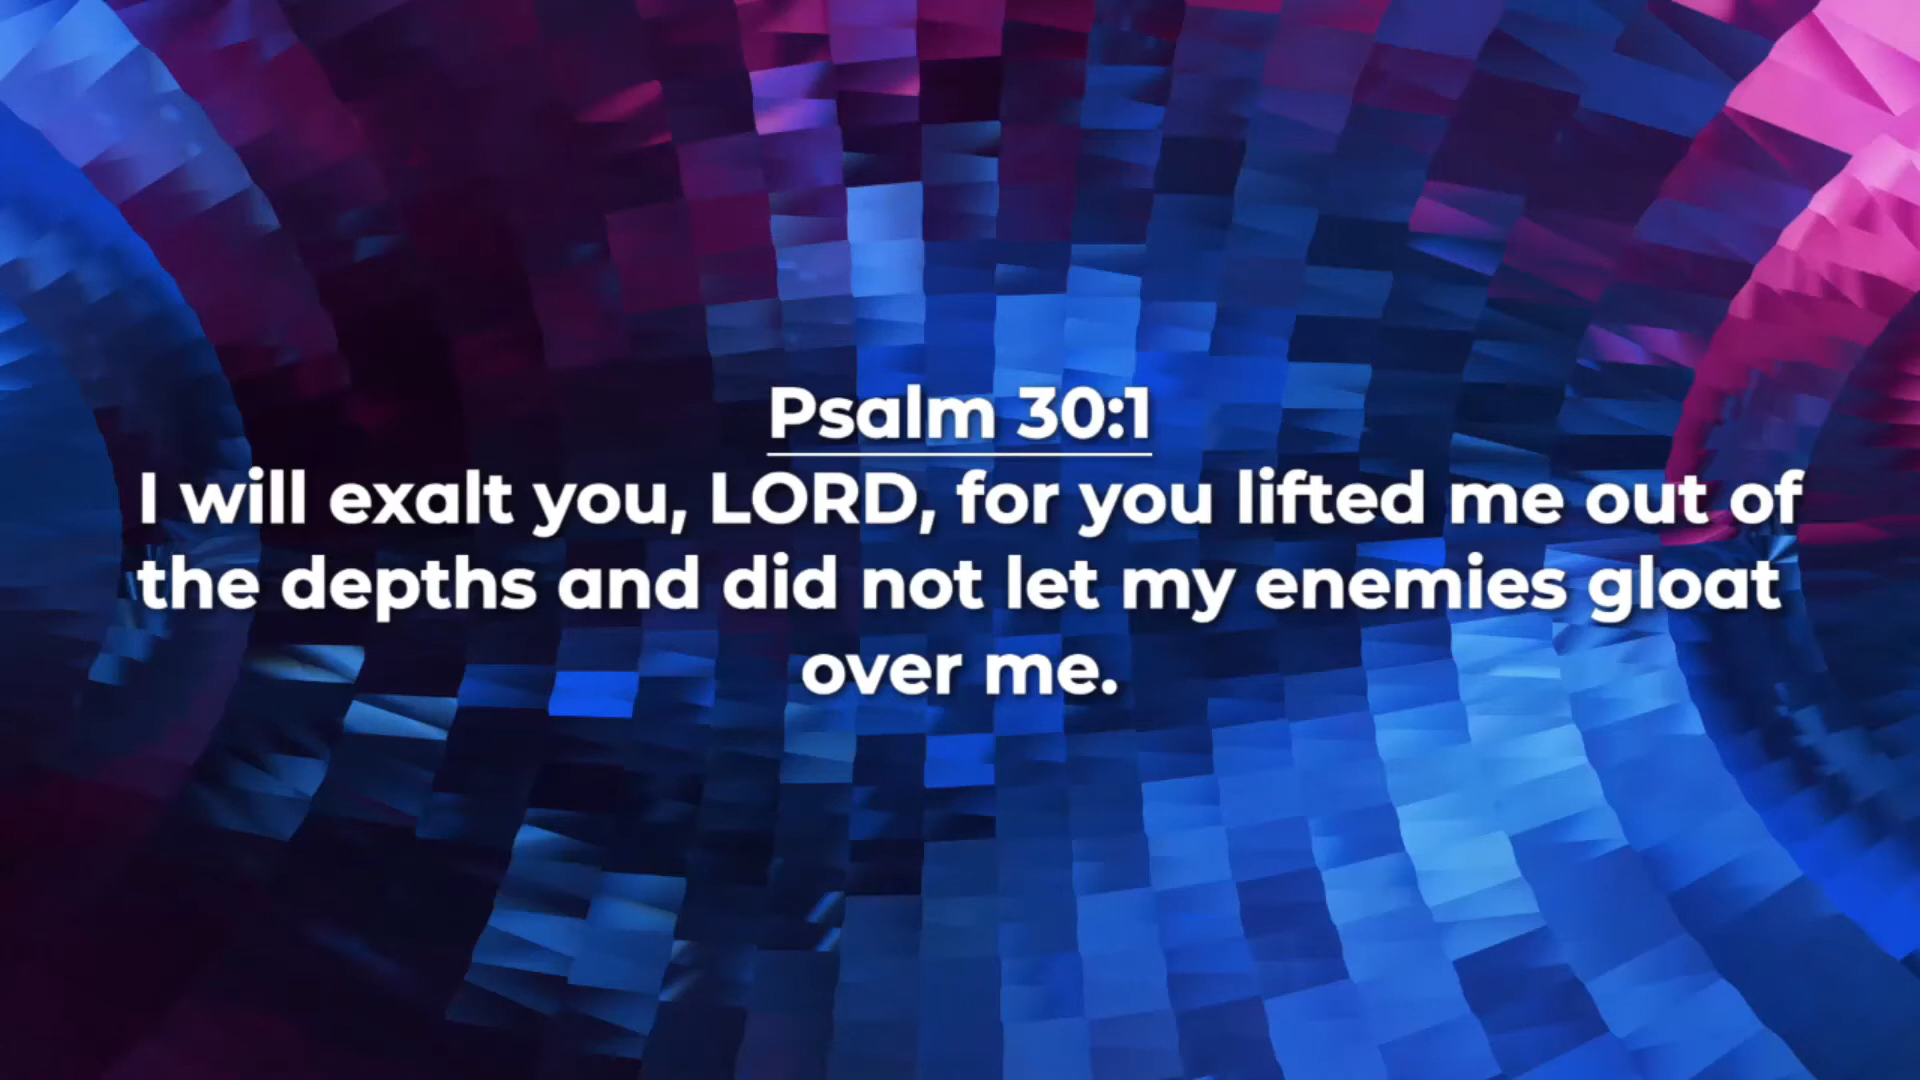 Psalm 30:1
I will exalt you, LORD, for you lifted me out of
the depths and did not let my enemies gloat
over me.